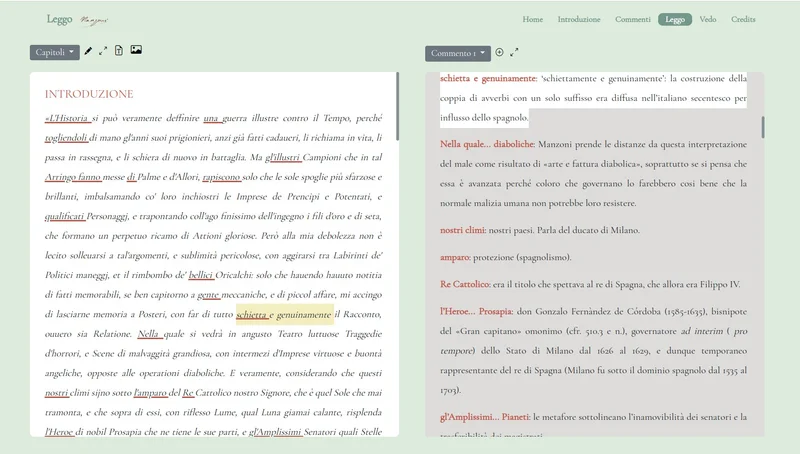 Leggo Manzoni
Home Introduzione Commenti Leggo Vedo Credits
Capitoli
INTRODUZIONE
«L'Historia si può veramente deffinire una guerra illustre contro il Tempo, perché
togliendoli di mano gl'anni suoi prigionieri, anzi già fatti cadaueri, li richiama in vita, li
passa in rassegna, e li schiera di nuovo in battaglia. Ma gl'illustri Campioni che in tal
Arringo fanno messe di Palme e d'Allori, rapiscono solo che le sole spoglie più sfarzose e
brillanti, imbalsamando co' loro inchiostri le Imprese de Prencipi e Potentati, e
qualificati Personaggj, e trapontando coll'ago finissimo dell'ingegno i fili d'oro e di seta,
che formano un perpetuo ricamo di Attioni gloriose. Però alla mia debolezza non è
lecito solleuarsi a tal'argomenti, e sublimità pericolose, con aggirarsi tra Labirinti de'
Politici maneggj, et il rimbombo de' bellici Oricalchi: solo che hauendo hauuto notitia
di fatti memorabili, se ben capitorno a gente meccaniche, e di piccol affare, mi accingo
di lasciarne memoria a Posteri, con far di tutto schietta e genuinamente il Racconto,
ouuero sia Relatione. Nella quale si vedrà in angusto Teatro luttuose Traggedie
d'horrori, e Scene di malvaggità grandiosa, con intermezi d'Imprese virtuose e buontà
angeliche, opposte alle operationi diaboliche. E veramente, considerando che questi
nostri climi sijno sotto l'amparo del Re Cattolico nostro Signore, che è quel Sole che mai
tramonta, e che sopra di essi, con riflesso Lume, qual Luna giamai calante, risplenda
l'Heroe di nobil Prosapia che ne tiene le sue parti, e gl'Amplissimi Senatori quali Stelle
Commento 1
schietta e genuinamente: 'schiettamente e genuinamente': la costruzione della
coppia di avverbi con un solo suffisso era diffusa nell'italiano secentesco per
influsso dello spagnolo.
Nella quale... diaboliche: Manzoni prende le distanze da questa interpretazione
del male come risultato di «arte e fattura diabolica», soprattutto se si pensa che
essa è avanzata perché coloro che governano lo farebbero così bene che la
normale malizia umana non potrebbe loro resistere.
nostri climi: nostri paesi. Parla del ducato di Milano.
amparo: protezione (spagnolismo).
Re Cattolico: era il titolo che spettava al re di Spagna, che allora era Filippo IV.
l'Heroe... Prosapia: don Gonzalo Fernàndez de Córdoba (1585-1635), bisnipote
del «Gran capitano» omonimo (cfr. 510.3 e n.), governatore ad interim ( pro
tempore) dello Stato di Milano dal 1626 al 1629, e dunque temporaneo
rappresentante del re di Spagna (Milano fu sotto il dominio spagnolo dal 1535 al
1703).
gl'Amplissimi... Pianeti: le metafore sottolineano l'inamovibilità dei senatori e la
trasferibilità dei magistrati.